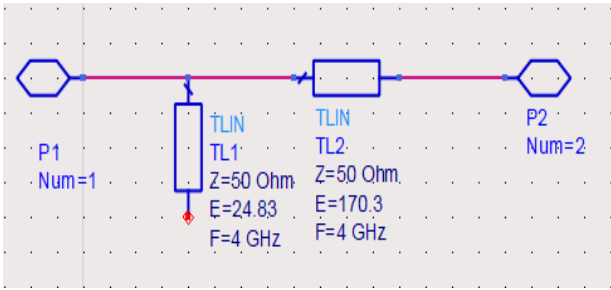 P1
Num=1
TLIN
TL1
Z=50 Ohm
E=24.83
F=4 GHz
TLIN
TL2
Z=50 Ohm
E=170.3
F=4 GHz
P2
Num=2